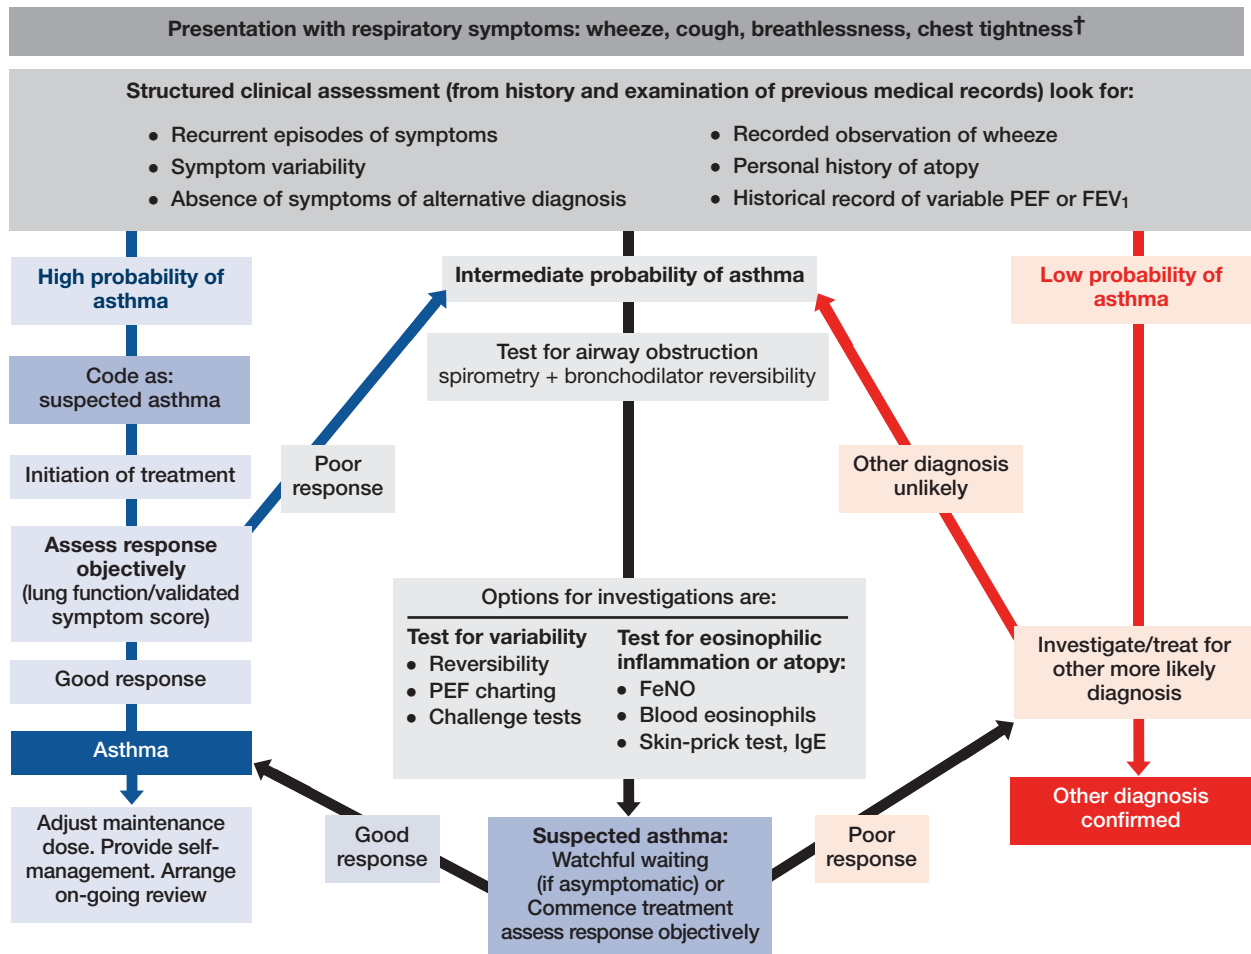 Presentation with respiratory symptoms: wheeze, cough, breathlessness, chest tightness†
Structured clinical assessment (from history and examination of previous medical records) look for:
• Recurrent episodes of symptoms
• Symptom variability
• Absence of symptoms of alternative diagnosis
• Recorded observation of wheeze
• Personal history of atopy
• Historical record of variable PEF or FEV₁
High probability of
asthma
Code as:
suspected asthma
Initiation of treatment
Assess response
objectively
(lung function/validated
symptom score)
Good response
Asthma
Adjust maintenance
dose. Provide self-
management. Arrange
on-going review
Poor
response
Intermediate probability of asthma
Test for airway obstruction
spirometry + bronchodilator reversibility
Options for investigations are:
Test for variability
• Reversibility
• PEF charting
• Challenge tests
Test for eosinophilic
inflammation or atopy:
• FeNO
• Blood eosinophils
• Skin-prick test, IgE
Good
response
Suspected asthma:
Watchful waiting
(if asymptomatic) or
Commence treatment
assess response objectively
Poor
response
Low probability of
asthma
Other diagnosis
unlikely
Investigate/treat for
other more likely
diagnosis
Other diagnosis
confirmed